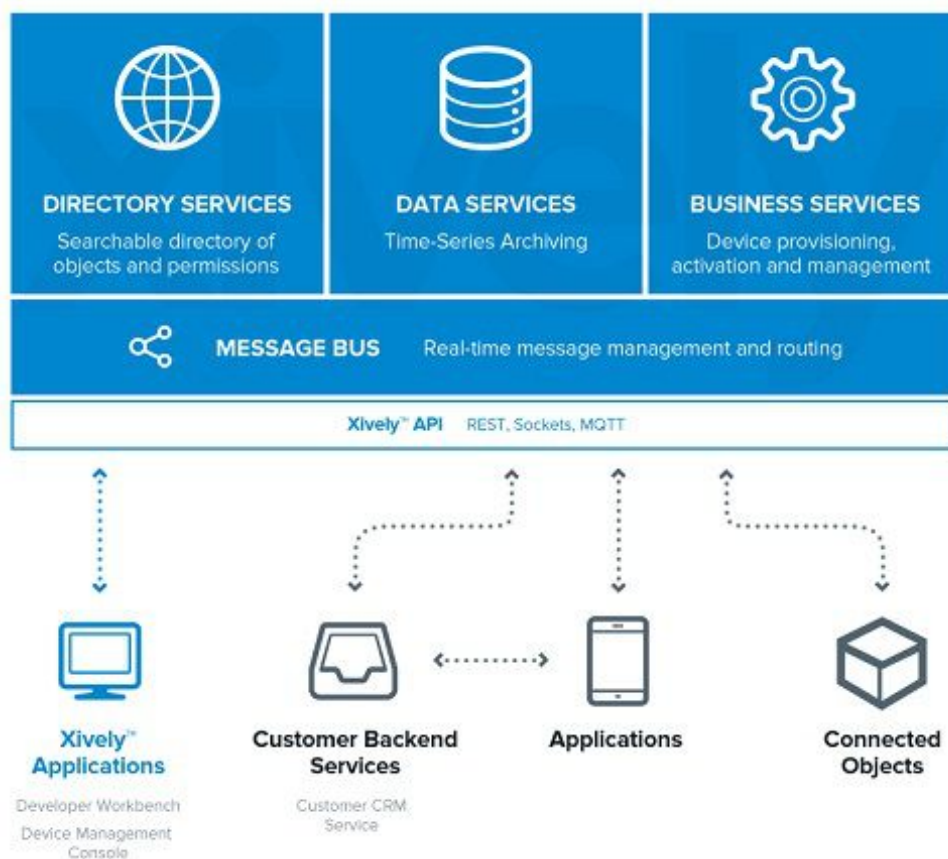 DIRECTORY SERVICES
Searchable directory of
objects and permissions
DATA SERVICES
Time-Series Archiving
BUSINESS SERVICES
Device provisioning,
activation and management
MESSAGE BUS Real-time message management and routing
Xively™ API REST, Sockets, MQTT
Xively™
Applications
Developer Workbench
Device Management
Console
Customer Backend
Services
Customer CRM
Service
Applications
Connected
Objects